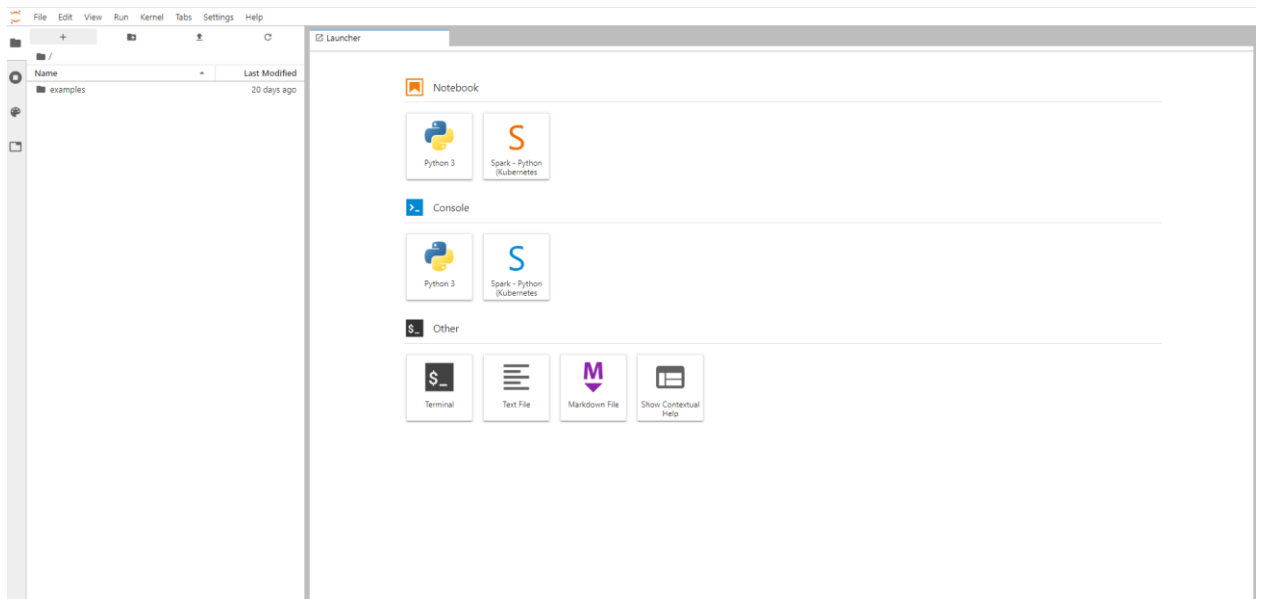 File Edit View Run Kernel Tabs Settings Help
Launcher
/
Name Last Modified
examples 20 days ago
Notebook
Python 3
S
Spark - Python
(Kubernetes
>_ Console
Python 3
S
Spark - Python
(Kubernetes
$_ Other
$_
Terminal
Text File
M
Markdown File
Show Contextual
Help